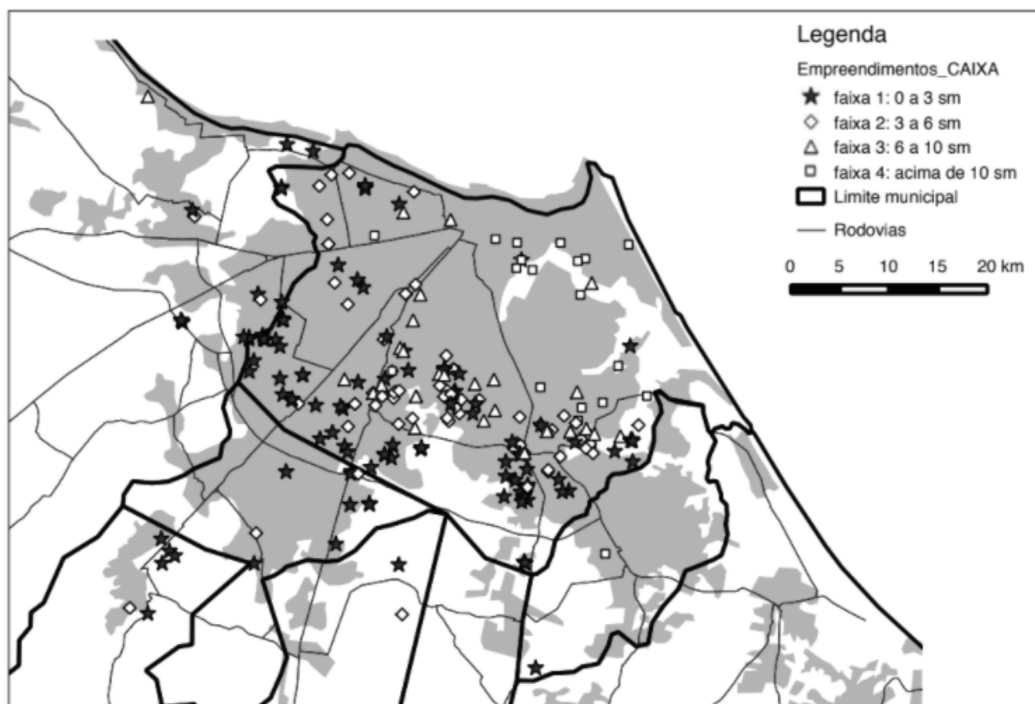 Legenda
Empreendimentos_CAIXA
faixa 1: 0 a 3 sm
faixa 2: 3 a 6 sm
faixa 3: 6 a 10 sm
faixa 4: acima de 10 sm
Limite municipal
Rodovias
0 5 10 15 20 km